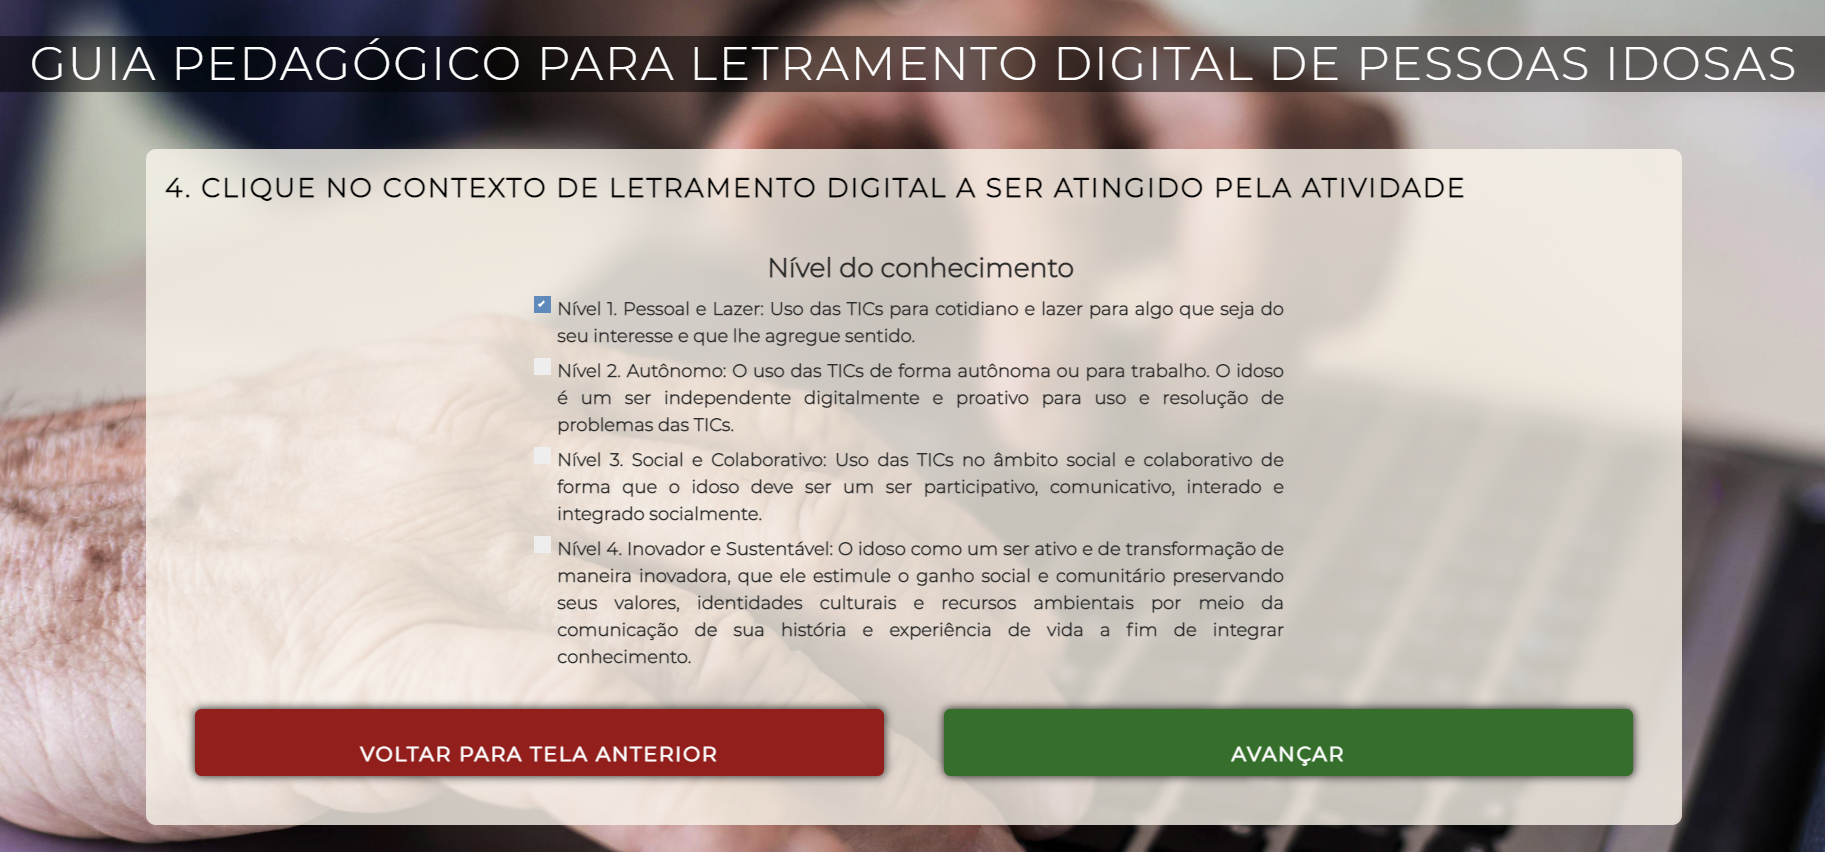 GUIA PEDAGÓGICO PARA LETRAMENTO DIGITAL DE PESSOAS IDOSAS
4. CLIQUE NO CONTEXTO DE LETRAMENTO DIGITAL A SER ATINGIDO PELA ATIVIDADE
Nível do conhecimento
Nível 1. Pessoal e Lazer: Uso das TICs para cotidiano e lazer para algo que seja do
seu interesse e que lhe agregue sentido.
Nível 2. Autônomo: O uso das TICs de forma autônoma ou para trabalho. O idoso
é um ser independente digitalmente e proativo para uso e resolução de
problemas das TICs.
Nível 3. Social e Colaborativo: Uso das TICs no âmbito social e colaborativo de
forma que o idoso deve ser um ser participativo, comunicativo, interado e
integrado socialmente.
Nível 4. Inovador e Sustentável: O idoso como um ser ativo e de transformação de
maneira inovadora, que ele estimule o ganho social e comunitário preservando
seus valores, identidades culturais e recursos ambientais por meio da
comunicação de sua história e experiência de vida a fim de integrar
conhecimento.
VOLTAR PARA TELA ANTERIOR
AVANÇAR